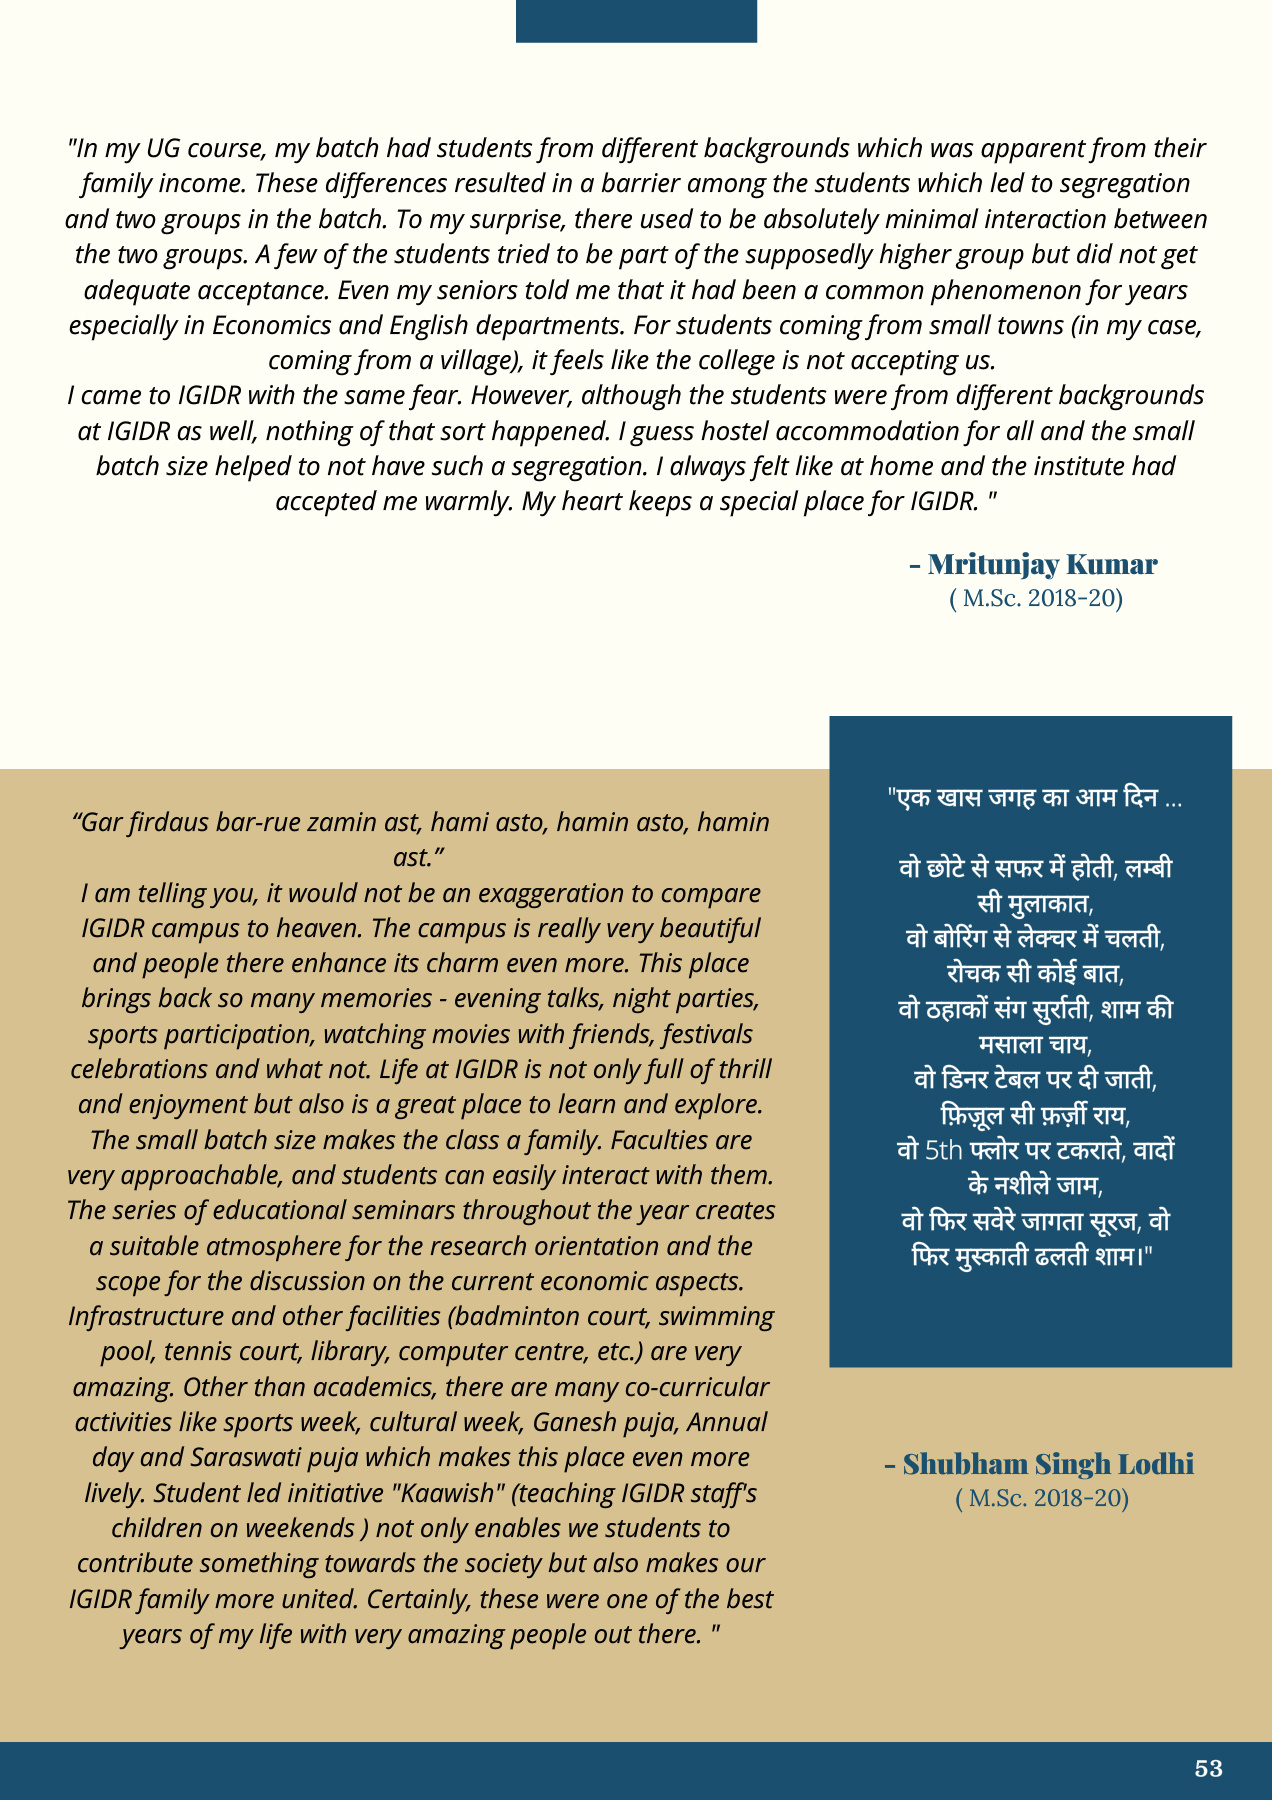 "In my UG course, my batch had students from different backgrounds which was apparent from their
family income. These differences resulted in a barrier among the students which led to segregation
and two groups in the batch. To my surprise, there used to be absolutely minimal interaction between
the two groups. A few of the students tried to be part of the supposedly higher group but did not get
adequate acceptance. Even my seniors told me that it had been a common phenomenon for years
especially in Economics and English departments. For students coming from small towns (in my case,
coming from a village), it feels like the college is not accepting us.
I came to IGIDR with the same fear. However, although the students were from different backgrounds
at IGIDR as well, nothing of that sort happened. I guess hostel accommodation for all and the small
batch size helped to not have such a segregation. I always felt like at home and the institute had
accepted me warmly. My heart keeps a special place for IGIDR. "
- Mritunjay Kumar
( M.Sc. 2018-20)
“Gar firdaus bar-rue zamin ast, hami asto, hamin asto, hamin
ast.”
I am telling you, it would not be an exaggeration to compare
IGIDR campus to heaven. The campus is really very beautiful
and people there enhance its charm even more. This place
brings back so many memories - evening talks, night parties,
sports participation, watching movies with friends, festivals
celebrations and what not. Life at IGIDR is not only full of thrill
and enjoyment but also is a great place to learn and explore.
The small batch size makes the class a family. Faculties are
very approachable, and students can easily interact with them.
The series of educational seminars throughout the year creates
a suitable atmosphere for the research orientation and the
scope for the discussion on the current economic aspects.
Infrastructure and other facilities (badminton court, swimming
pool, tennis court, library, computer centre, etc.) are very
amazing. Other than academics, there are many co-curricular
activities like sports week, cultural week, Ganesh puja, Annual
day and Saraswati puja which makes this place even more
lively. Student led initiative "Kaawish" (teaching IGIDR staff's
children on weekends ) not only enables we students to
contribute something towards the society but also makes our
IGIDR family more united. Certainly, these were one of the best
years of my life with very amazing people out there. "
"एक खास जगह का आम दिन ...
वो छोटे से सफर में होती, लम्बी
सी मुलाकात,
वो बोरिंग से लेक्चर में चलती,
रोचक सी कोई बात,
वो ठहाकों संग सुर्राती, शाम की
मसाला चाय,
वो डिनर टेबल पर दी जाती,
फ़िज़ूल सी फ़र्ज़ी राय,
वो 5th फ्लोर पर टकराते, वादों
के नशीले जाम,
वो फिर सवेरे जागता सूरज, वो
फिर मुस्काती ढलती शाम।"
- Shubham Singh Lodhi
( M.Sc. 2018-20)
53